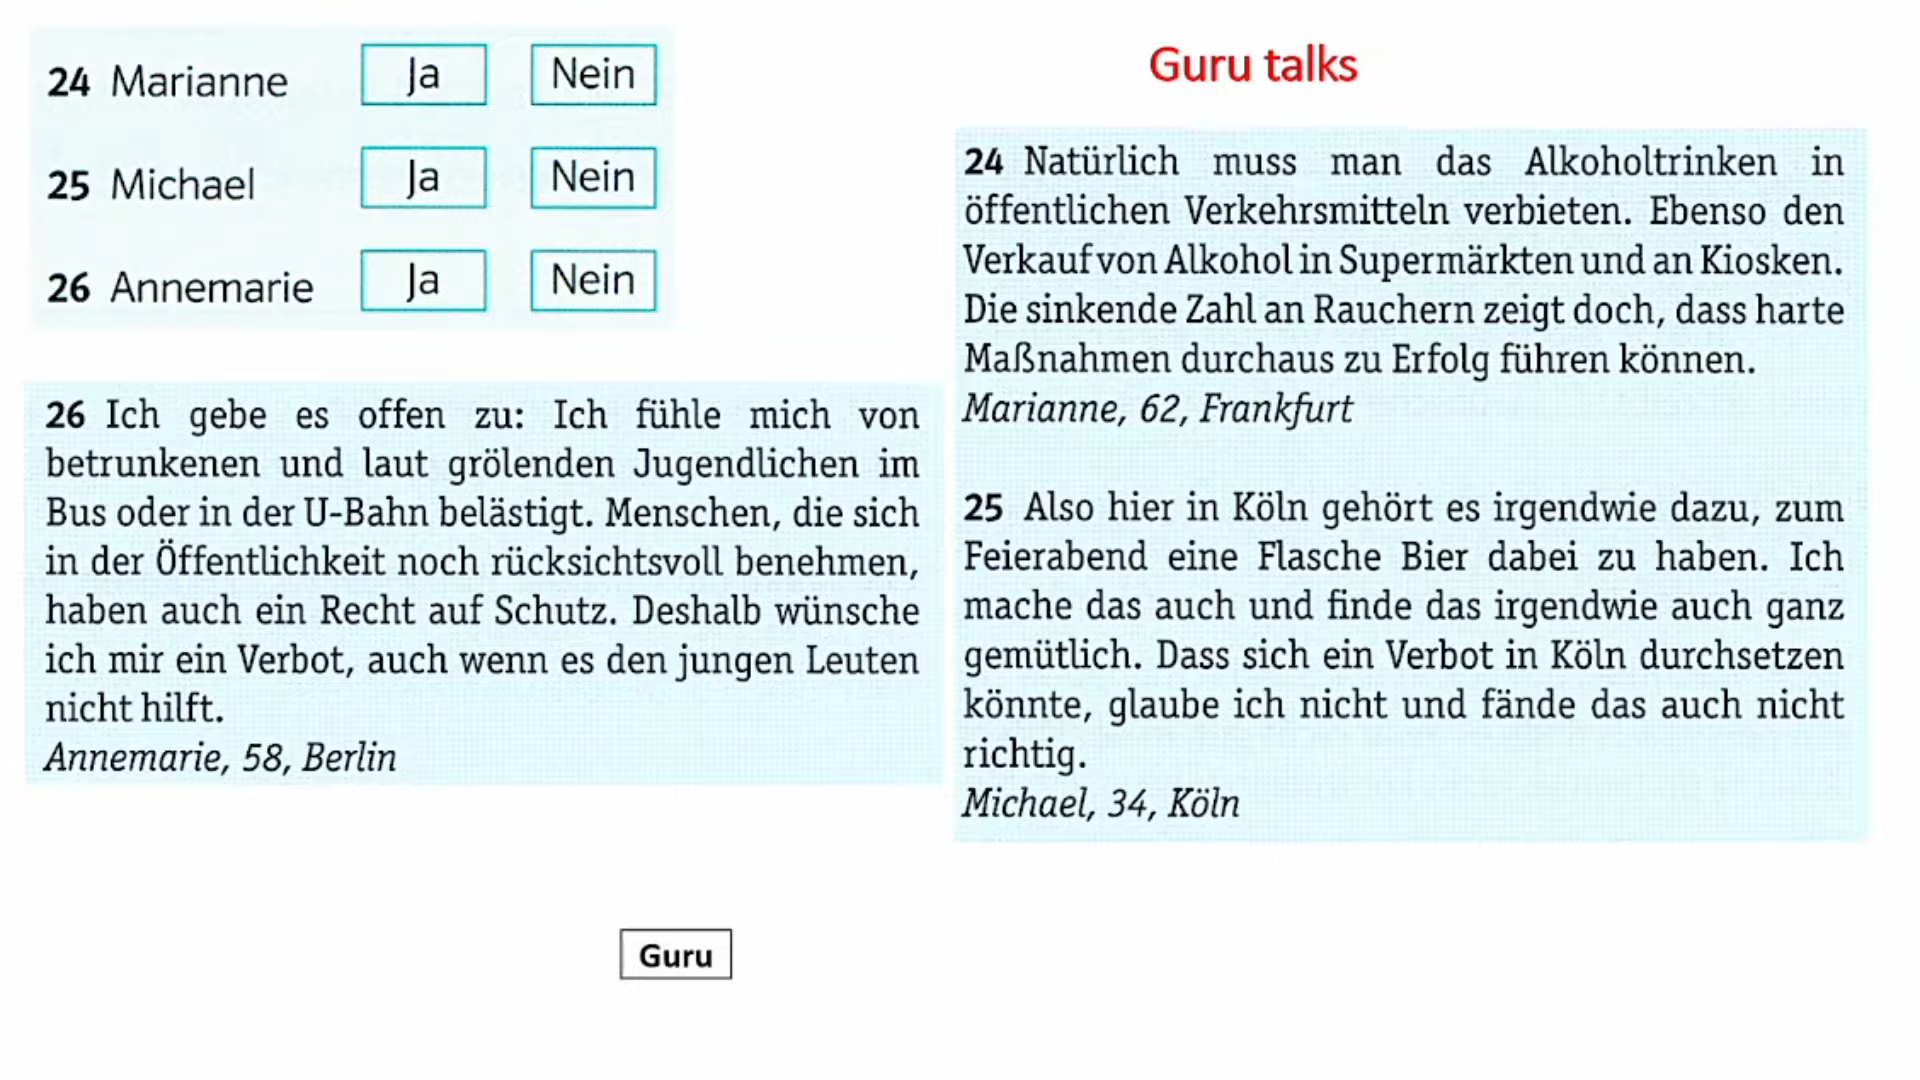 24 Marianne Ja Nein
25 Michael Ja Nein
26 Annemarie Ja Nein
26 Ich gebe es offen zu: Ich fühle mich von
betrunkenen und laut grölenden Jugendlichen im
Bus oder in der U-Bahn belästigt. Menschen, die sich
in der Öffentlichkeit noch rücksichtsvoll benehmen,
haben auch ein Recht auf Schutz. Deshalb wünsche
ich mir ein Verbot, auch wenn es den jungen Leuten
nicht hilft.
Annemarie, 58, Berlin
Guru talks
24 Natürlich muss man das Alkoholtrinken in
öffentlichen Verkehrsmitteln verbieten. Ebenso den
Verkauf von Alkohol in Supermärkten und an Kiosken.
Die sinkende Zahl an Rauchern zeigt doch, dass harte
Maßnahmen durchaus zu Erfolg führen können.
Marianne, 62, Frankfurt
25 Also hier in Köln gehört es irgendwie dazu, zum
Feierabend eine Flasche Bier dabei zu haben. Ich
mache das auch und finde das irgendwie auch ganz
gemütlich. Dass sich ein Verbot in Köln durchsetzen
könnte, glaube ich nicht und fände das auch nicht
richtig.
Michael, 34, Köln
Guru